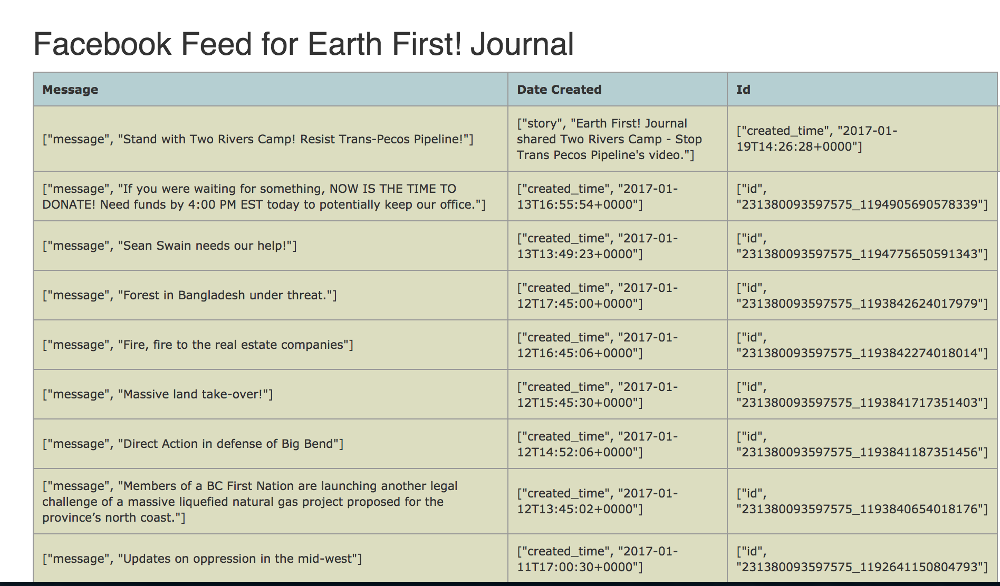 Facebook Feed for Earth First! Journal
Message
Date Created
Id
["message", "Stand with Two Rivers Camp! Resist Trans-Pecos Pipeline!"]
["story", "Earth First! Journal
shared Two Rivers Camp - Stop
Trans Pecos Pipeline's video."]
["created_time", "2017-01-
19T14:26:28+0000"]
["message", "If you were waiting for something, NOW IS THE TIME TO
DONATE! Need funds by 4:00 PM EST today to potentially keep our office."]
["created_time", "2017-01-
13T16:55:54+0000"]
["id",
"231380093597575_1194905690578339"]
["message", "Sean Swain needs our help!"]
["created_time", "2017-01-
13T13:49:23+0000"]
["id",
"231380093597575_1194775650591343"]
["message", "Forest in Bangladesh under threat."]
["created_time", "2017-01-
12T17:45:00+0000"]
["id",
"231380093597575_1193842624017979"]
["message", "Fire, fire to the real estate companies"]
["created_time", "2017-01-
12T16:45:06+0000"]
["id",
"231380093597575_1193842274018014"]
["message", "Massive land take-over!"]
["created_time", "2017-01-
12T15:45:30+0000"]
["id",
"231380093597575_1193841717351403"]
["message", "Direct Action in defense of Big Bend"]
["created_time", "2017-01-
12T14:52:06+0000"]
["id",
"231380093597575_1193841187351456"]
["message", "Members of a BC First Nation are launching another legal
challenge of a massive liquefied natural gas project proposed for the
province’s north coast."]
["created_time", "2017-01-
12T13:45:02+0000"]
["id",
"231380093597575_1193840654018176"]
["message", "Updates on oppression in the mid-west"]
["created_time", "2017-01-
11T17:00:30+0000"]
["id",
"231380093597575_1192641150804793"]